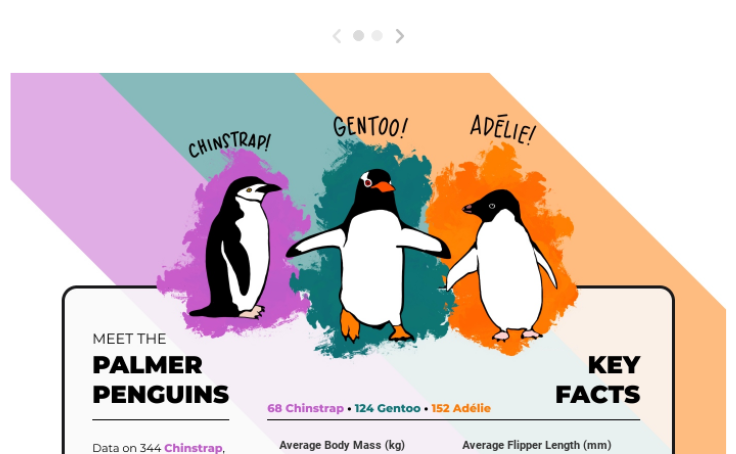 CHINSTRAP!
GENTOO!
ADÉLIE!
MEET THE
PALMER
PENGUINS
KEY
FACTS
68 Chinstrap • 124 Gentoo • 152 Adélie
Data on 344 Chinstrap,
Average Body Mass (kg)
Average Flipper Length (mm)